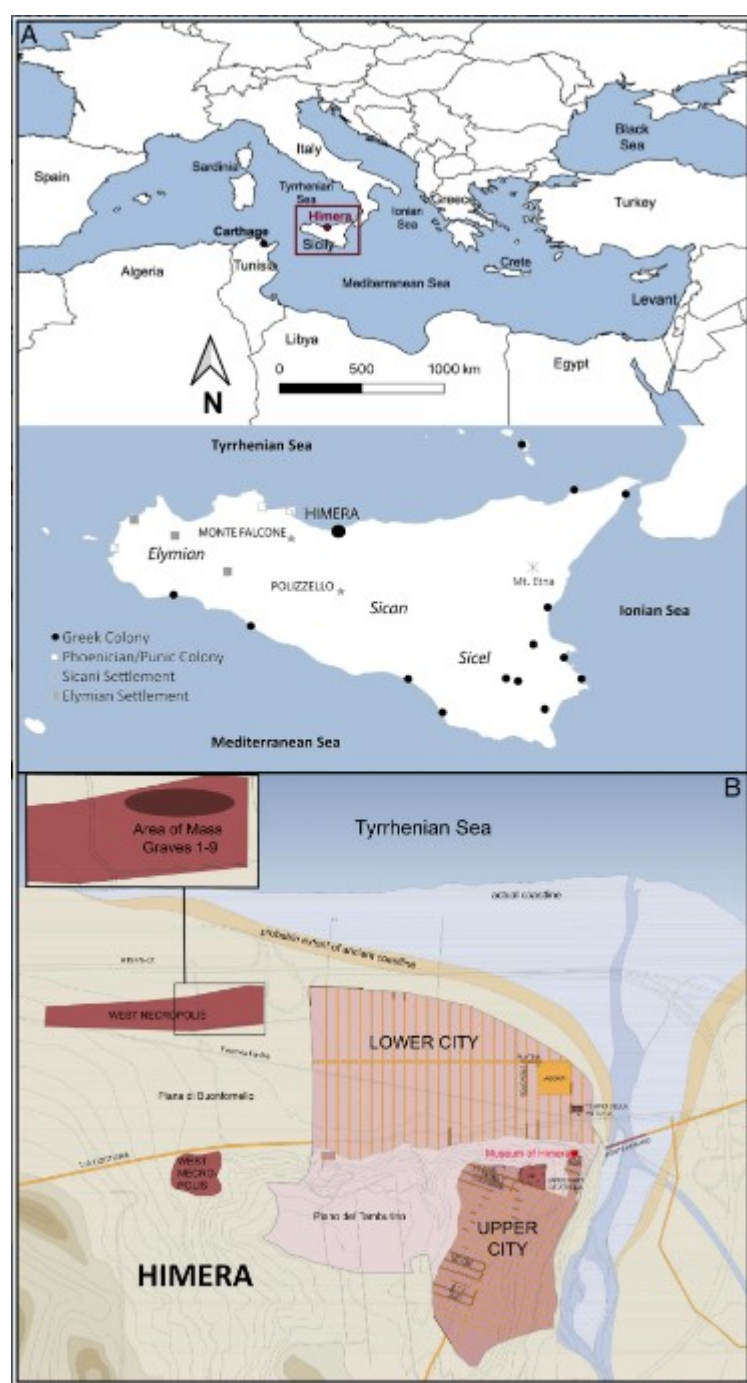 A
Black
Sea
Italy
Spain
Sardinia
Tyrrhenian
Sea
Greece
Turkey
Ionian
Sea
Himera
Carthage
Sicily
Algeria
Tunisia
Crete
Mediterranean Sea
Levant
Libya
Egypt
N
0 500 1000 km
Tyrrhenian Sea
HIMERA
MONTE FALCONE
Elymian
Mt. Etna
POLIZZELLO
Sican
Ionian Sea
Sicel
Greek Colony
Phoenician/Punic Colony
Sicani Settlement
Elymian Settlement
Mediterranean Sea
B
Area of Mass
Graves 1-9
Tyrrhenian Sea
actual coastline
probable extent of ancient coastline
WEST NECROPOLIS
LOWER CITY
Piana di Buonfornello
Museum of Himera
WEST
NECRO
POLIS
Piano del Tamburino
UPPER
CITY
HIMERA